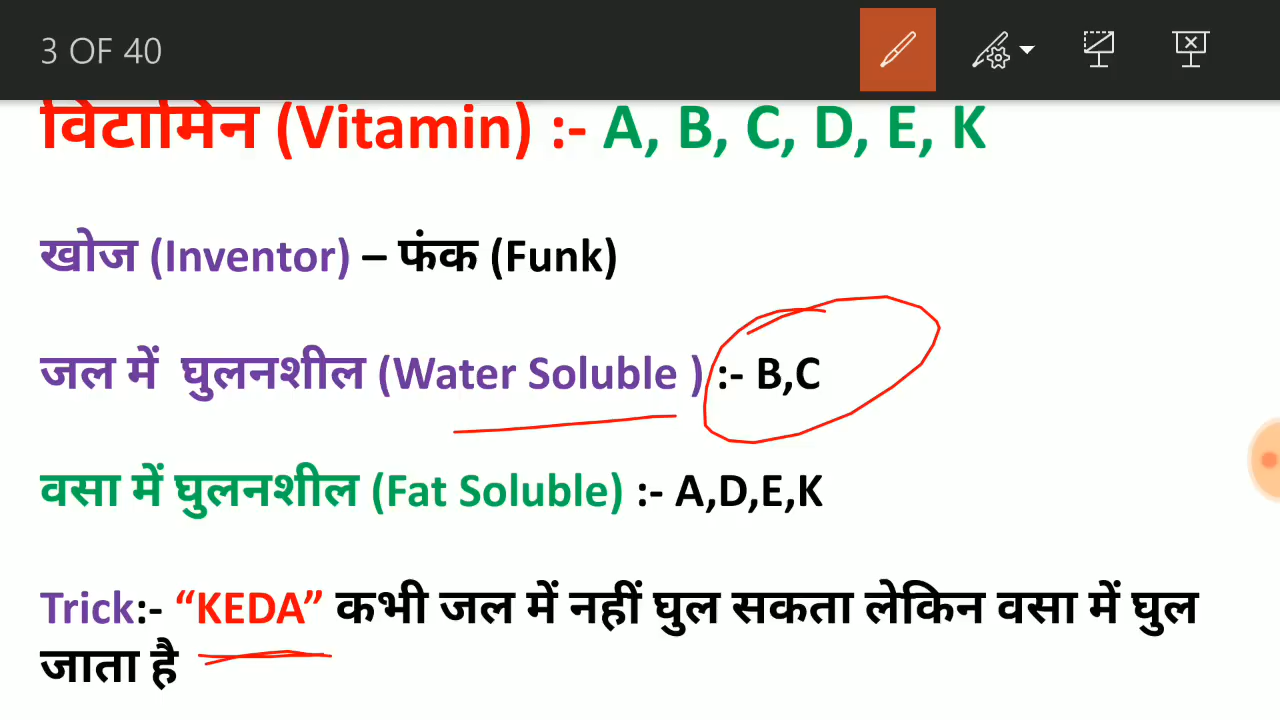 3 OF 40
विटामिन (Vitamin) :- A, B, C, D, E, K
खोज (Inventor) – फंक (Funk)
जल में घुलनशील (Water Soluble ) :- B,C
वसा में घुलनशील (Fat Soluble) :- A,D,E,K
Trick:- “KEDA” कभी जल में नहीं घुल सकता लेकिन वसा में घुल
जाता है